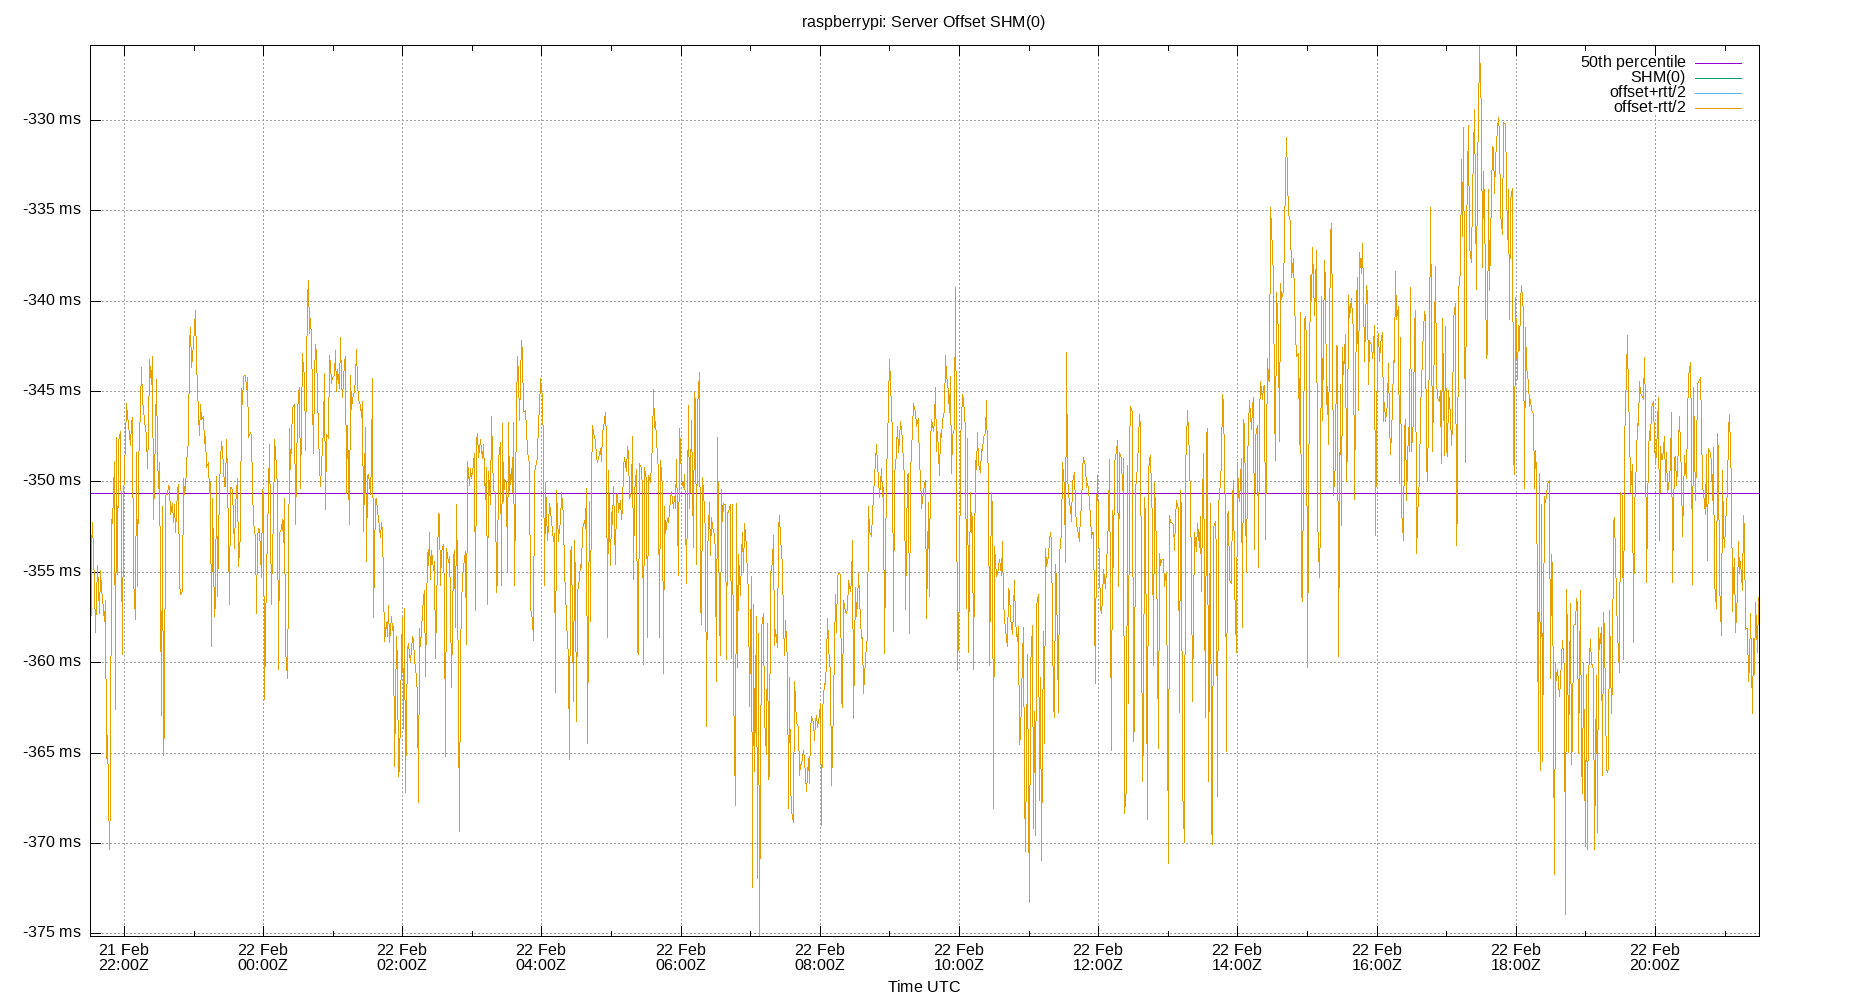 raspberrypi: Server Offset SHM(0)
50th percentile
SHM(0)
offset+rtt/2
offset-rtt/2
-330 ms
-335 ms
-340 ms
-345 ms
-350 ms
-355 ms
-360 ms
-365 ms
-370 ms
-375 ms
21 Feb 22 Feb 22 Feb 22 Feb 22 Feb 22 Feb 22 Feb 22 Feb 22 Feb 22 Feb 22 Feb 22 Feb
22:00Z 00:00Z 02:00Z 04:00Z 06:00Z 08:00Z 10:00Z 12:00Z 14:00Z 16:00Z 18:00Z 20:00Z
Time UTC